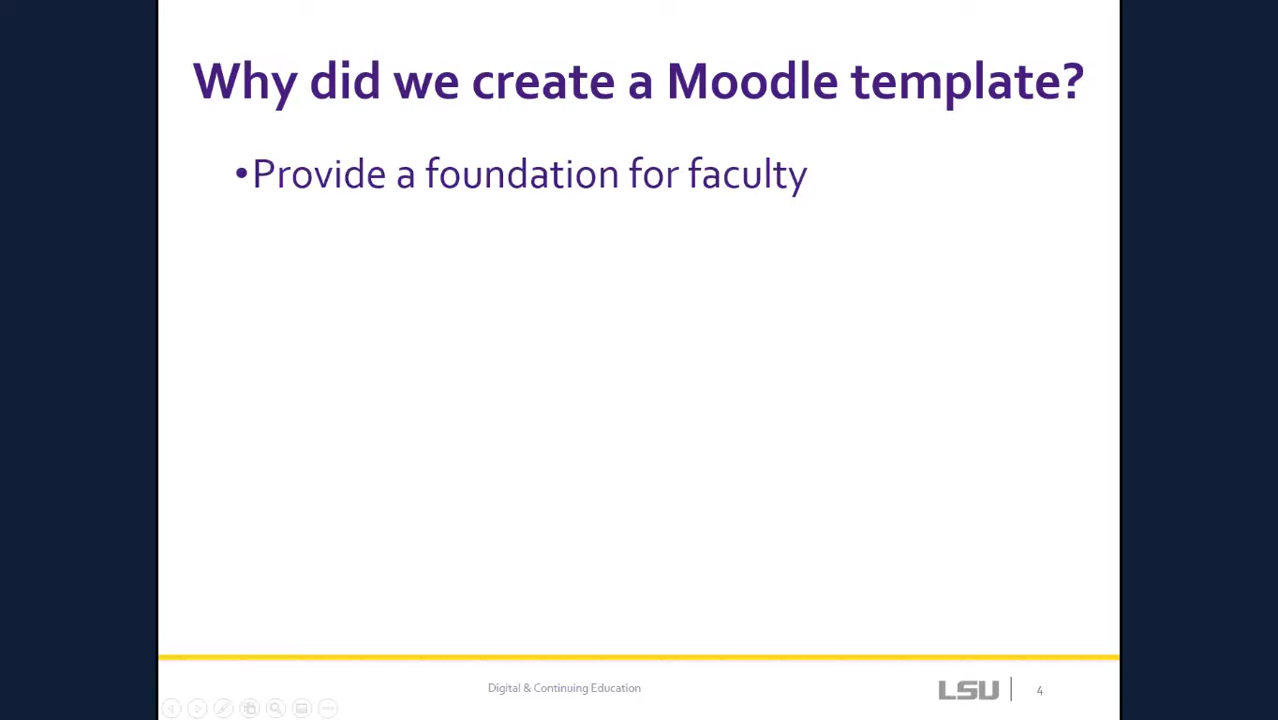 Why did we create a Moodle template?
•Provide a foundation for faculty
Digital & Continuing Education
LSU
4